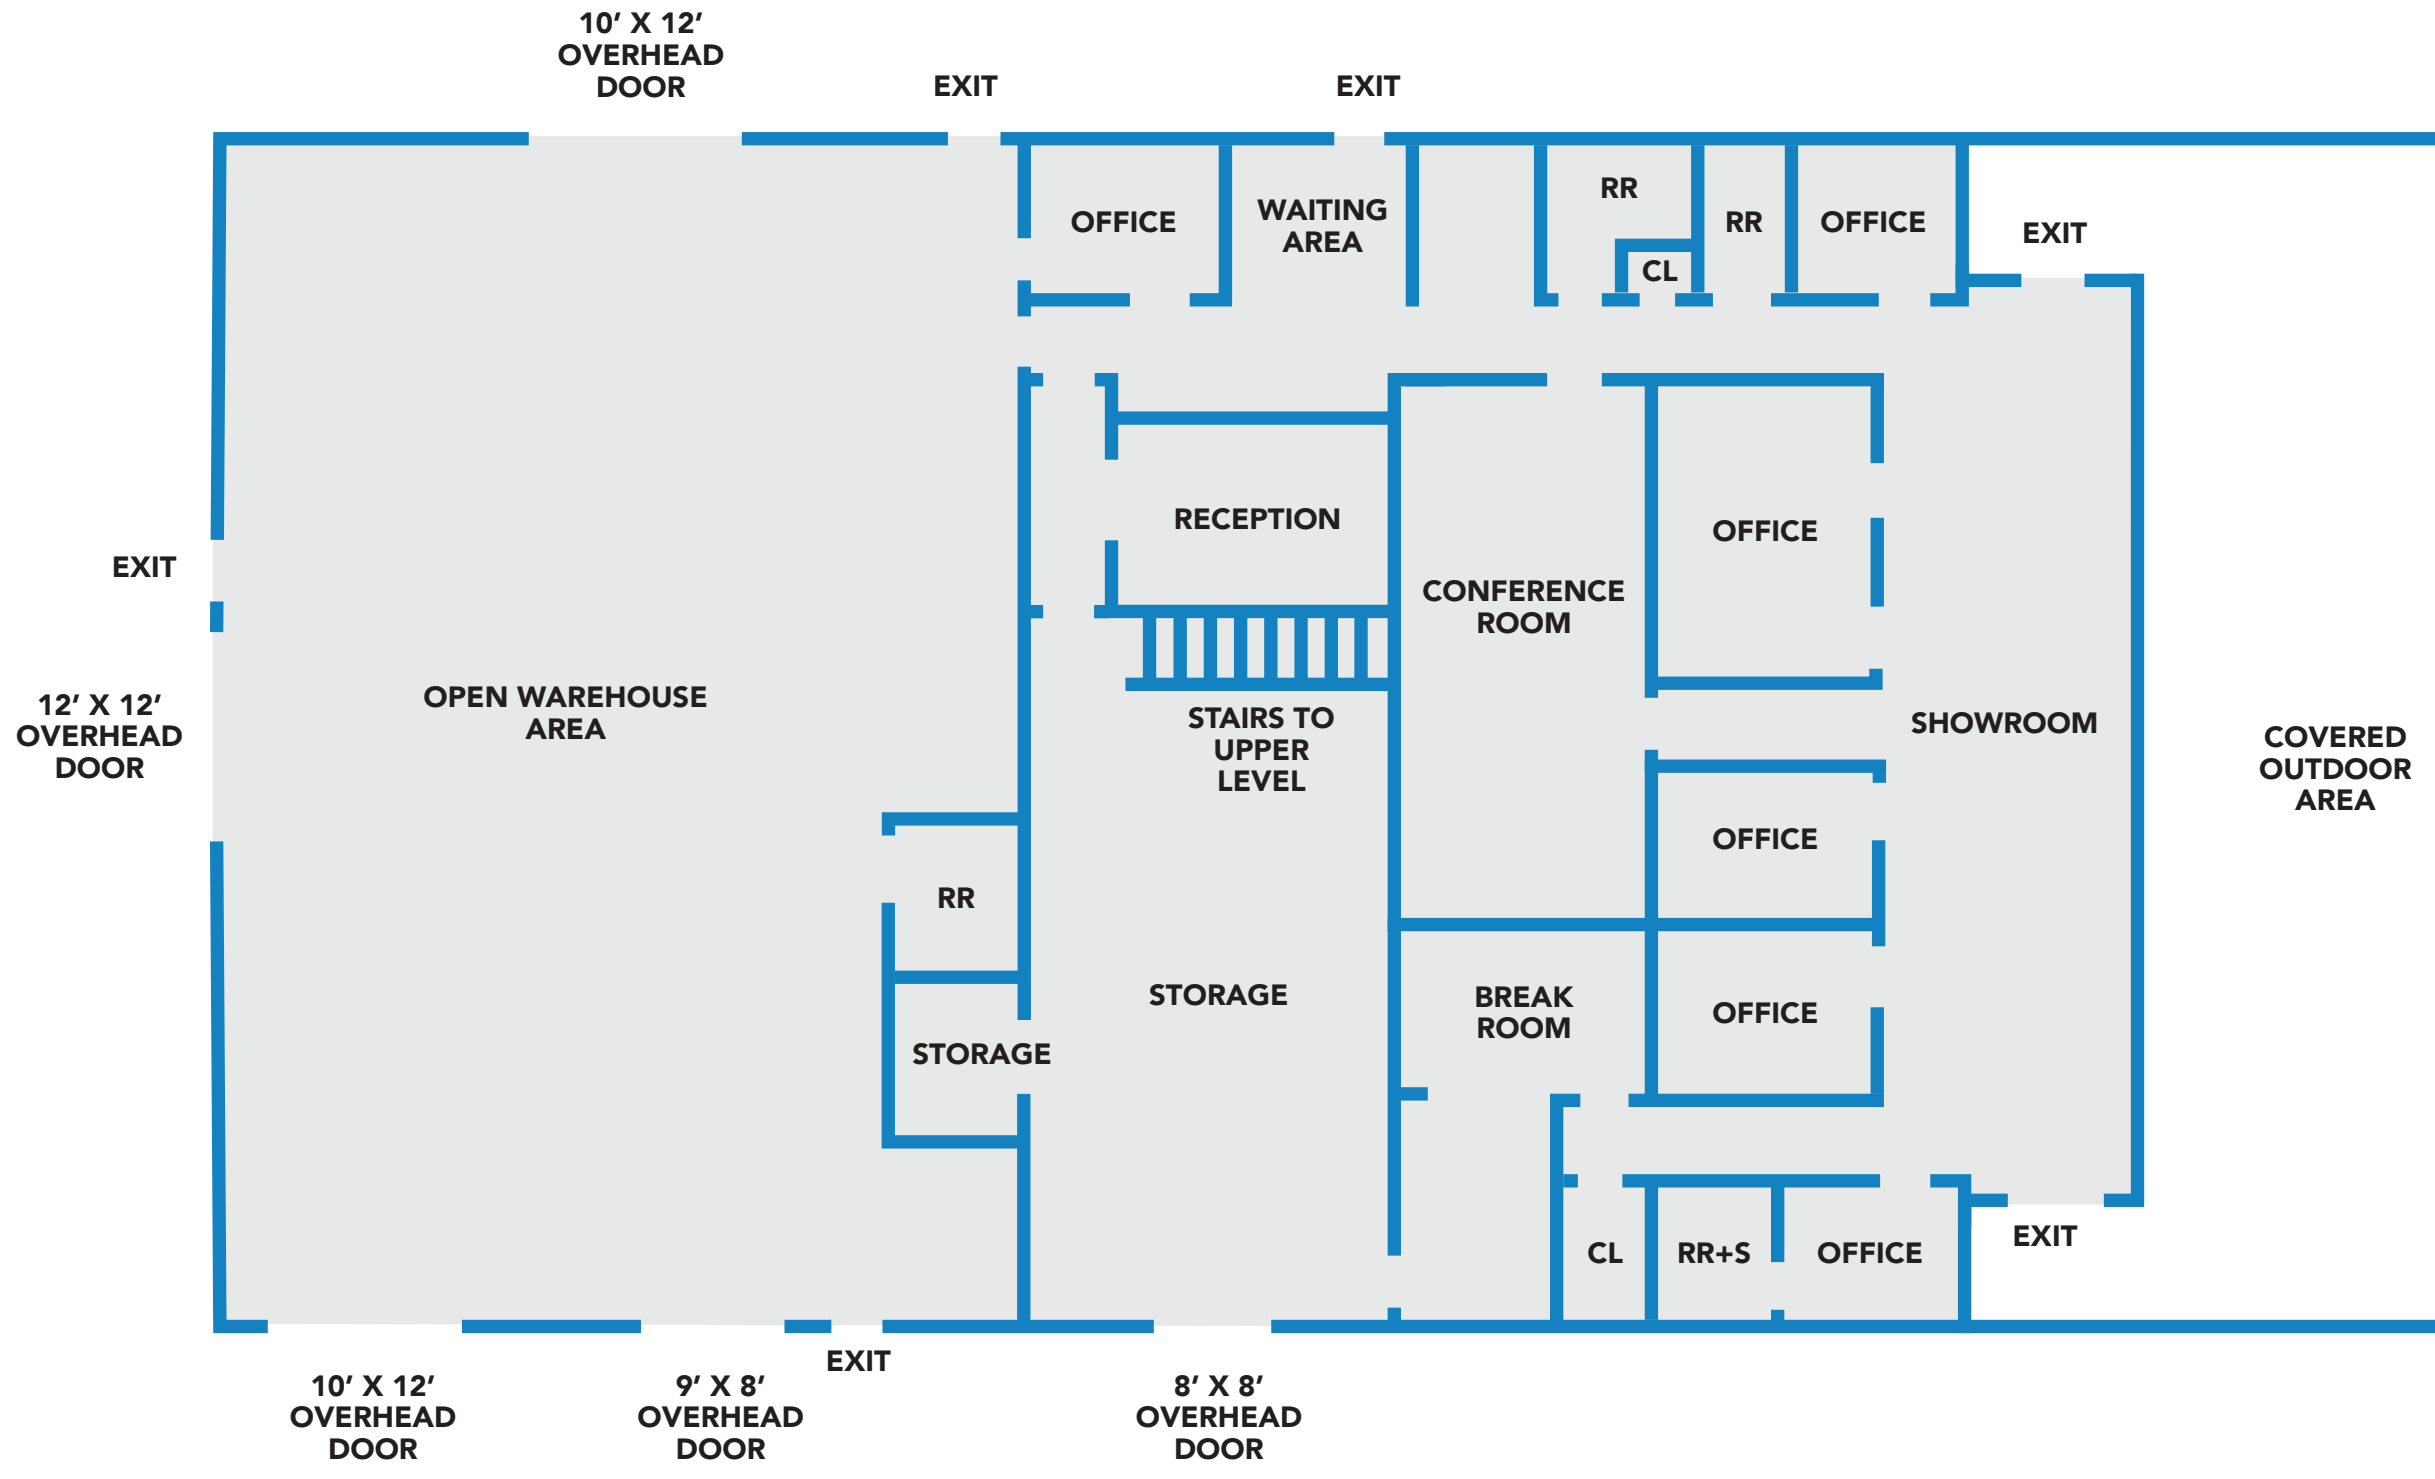 10’ X 12’
OVERHEAD
DOOR
EXIT
EXIT
RR
OFFICE
WAITING
AREA
RR
OFFICE
EXIT
CL
RECEPTION
OFFICE
EXIT
CONFERENCE
ROOM
12’ X 12’
OVERHEAD
DOOR
OPEN WAREHOUSE
AREA
STAIRS TO
UPPER
LEVEL
SHOWROOM
COVERED
OUTDOOR
AREA
OFFICE
RR
STORAGE
BREAK
ROOM
OFFICE
STORAGE
CL
RR+S
OFFICE
EXIT
EXIT
10’ X 12’
OVERHEAD
DOOR
9’ X 8’
OVERHEAD
DOOR
8’ X 8’
OVERHEAD
DOOR